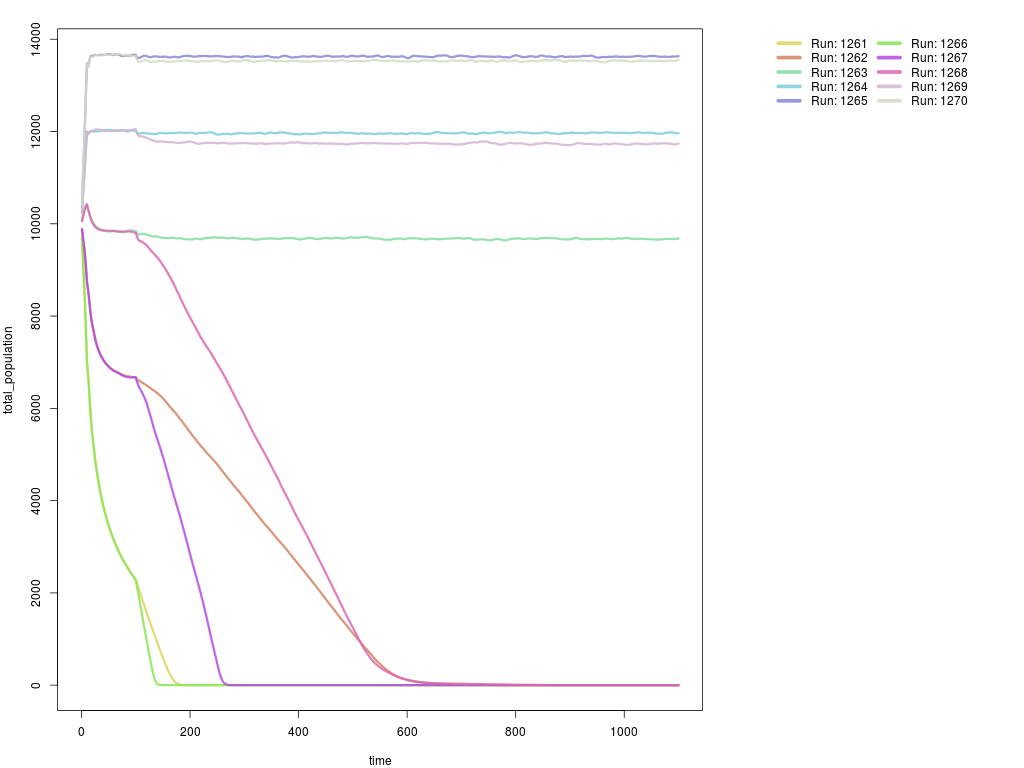 14000
12000
10000
8000
6000
4000
2000
0
total_population
0 200 400 600 800 1000
time
Run: 1261 Run: 1266
Run: 1262 Run: 1267
Run: 1263 Run: 1268
Run: 1264 Run: 1269
Run: 1265 Run: 1270